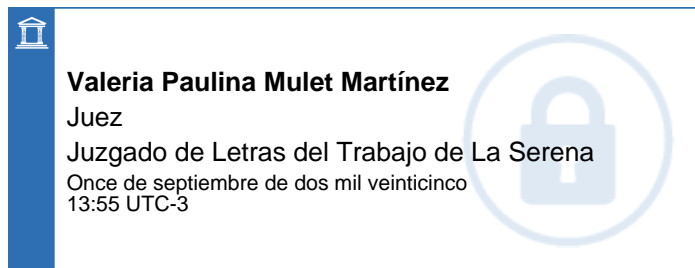 Valeria Paulina Mulet Martínez
Juez
Juzgado de Letras del Trabajo de La Serena
Once de septiembre de dos mil veinticinco
13:55 UTC-3